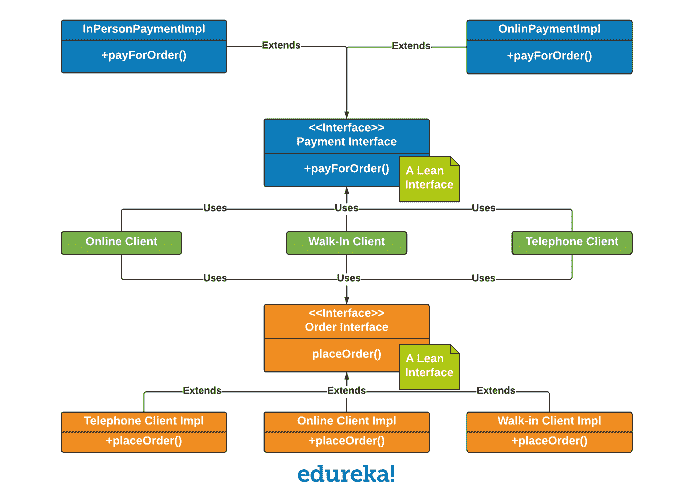 InPersonPaymentImpl
+payForOrder()
Extends
Extends
OnlinPaymentImpl
+payForOrder()
<<Interface>>
Payment Interface
+payForOrder()
A Lean
Interface
Uses
Uses
Uses
Online Client
Walk-In Client
Telephone Client
Uses
Uses
Uses
<<Interface>>
Order Interface
placeOrder()
A Lean
Interface
Extends
Extends
Extends
Telephone Client Impl
+placeOrder()
Online Client Impl
+placeOrder()
Walk-in Client Impl
+placeOrder()
edureka!